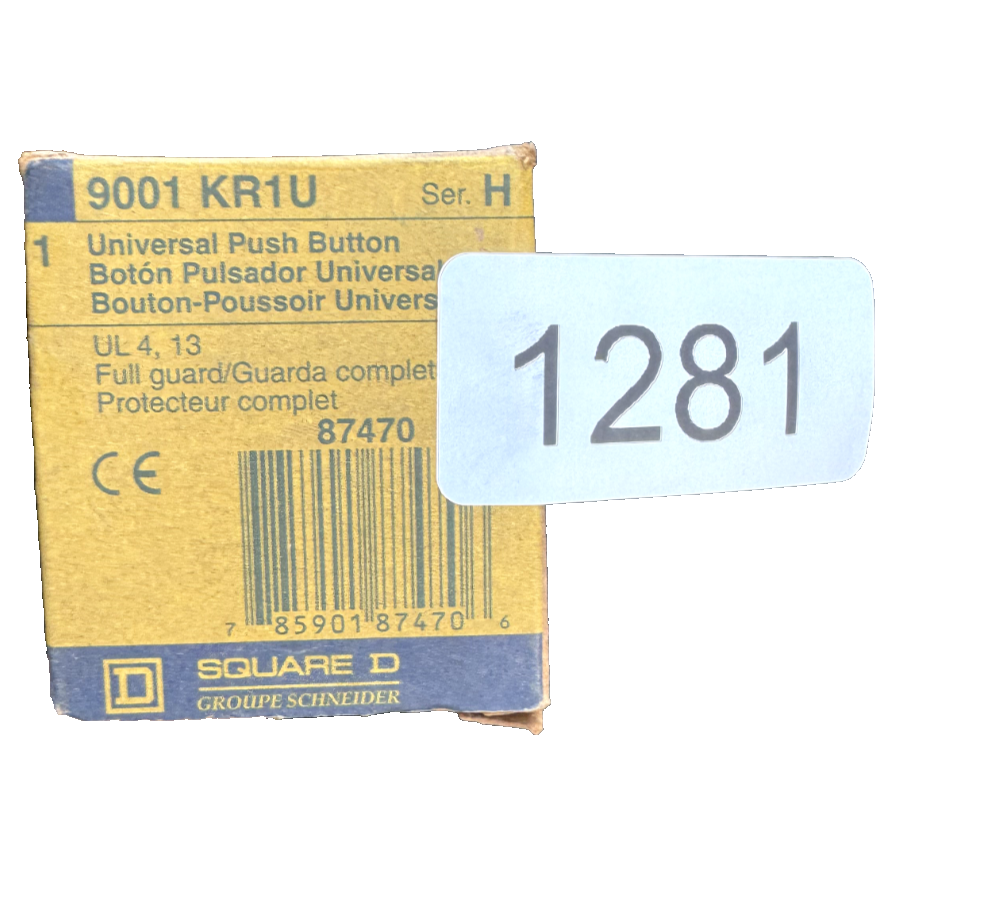 9001 KR1U Ser. H
1 Universal Push Button
Botón Pulsador Universal
Bouton-Poussoir Univers
UL 4, 13
Full guard/Guarda complet
Protecteur complet
87470
CE
7 85901 87470 6
D SQUARE D
GROUPE SCHNEIDER
1281